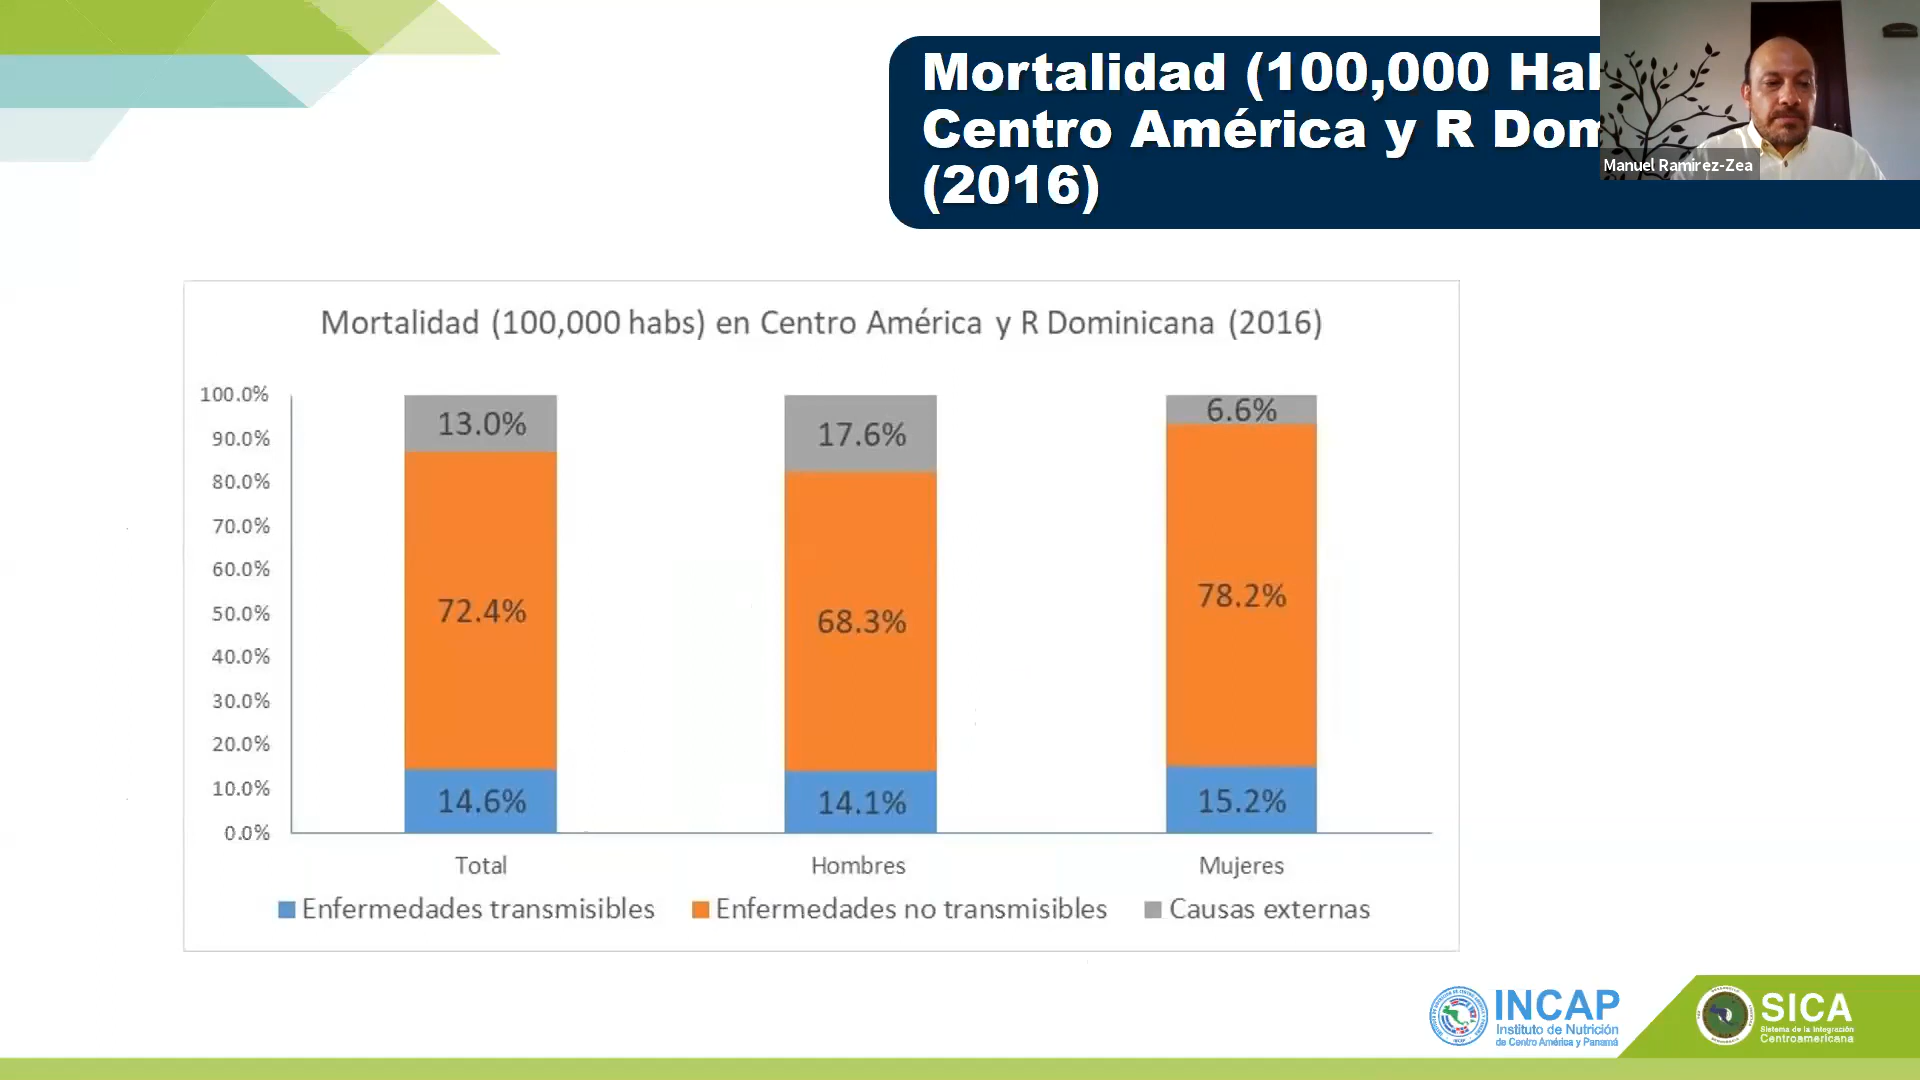 Mortalidad (100,000 Hab
Centro América y R Dom
(2016)
Manuel Ramirez-Zea
Mortalidad (100,000 habs) en Centro América y R Dominicana (2016)
100.0%
90.0%
80.0%
70.0%
60.0%
50.0%
40.0%
30.0%
20.0%
10.0%
0.0%
13.0%
17.6%
6.6%
72.4%
68.3%
78.2%
14.6%
14.1%
15.2%
Total
Hombres
Mujeres
Enfermedades transmisibles
Enfermedades no transmisibles
Causas externas
INCAP
Instituto de Nutrición
de Centro América y Panamá
SICA
Sistema de la Integración
Centroamericana